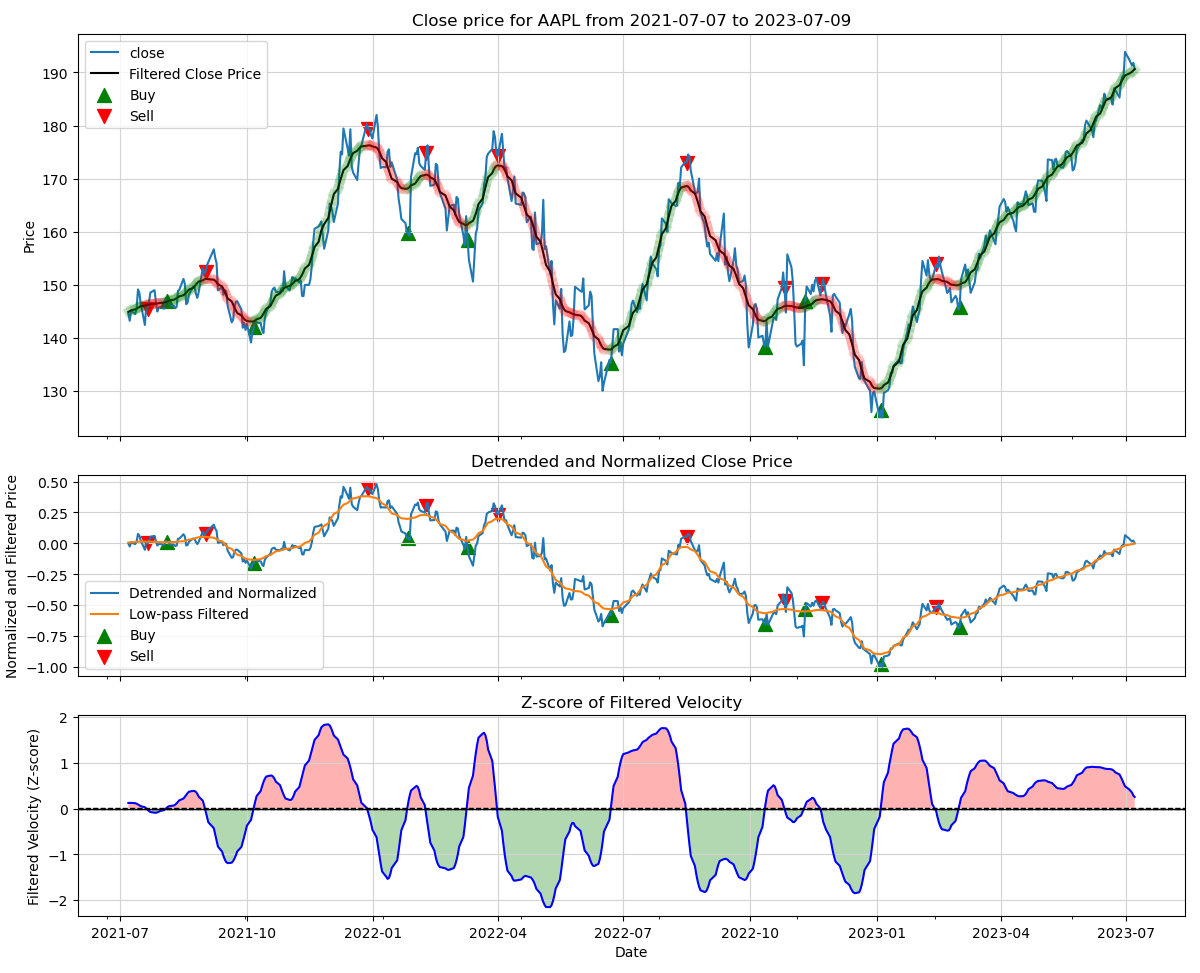 Close price for AAPL from 2021-07-07 to 2023-07-09
close
Filtered Close Price
Buy
Sell
Price
190
180
170
160
150
140
130
Detrended and Normalized Close Price
Normalized and Filtered Price
0.50
0.25
0.00
−0.25
−0.50
−0.75
−1.00
Detrended and Normalized
Low-pass Filtered
Buy
Sell
Z-score of Filtered Velocity
Filtered Velocity (Z-score)
2
1
0
−1
−2
2021-07 2021-10 2022-01 2022-04 2022-07 2022-10 2023-01 2023-04 2023-07
Date